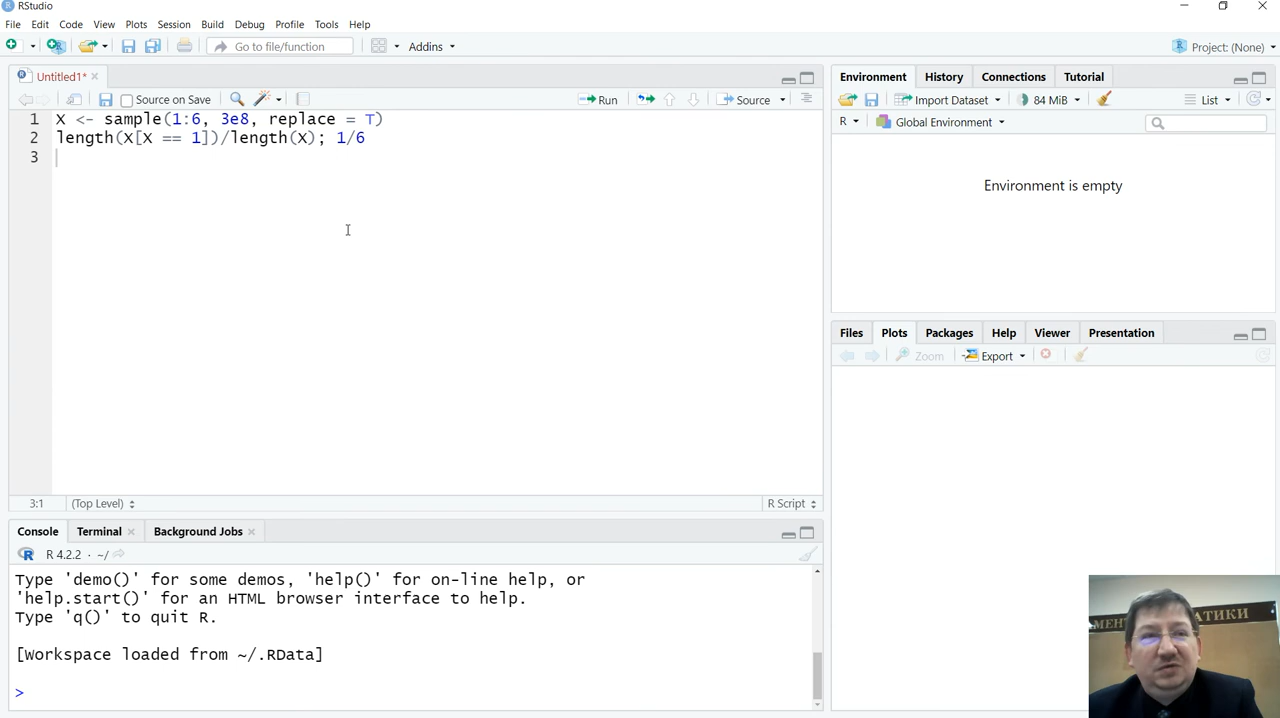 RStudio
File Edit Code View Plots Session Build Debug Profile Tools Help
Go to file/function Addins Project: (None)
Untitled1*
Source on Save Run Source
1 X <- sample(1:6, 3e8, replace = T)
2 length(X[X == 1])/length(X); 1/6
3
3:1 (Top Level) R Script
Console Terminal Background Jobs
R 4.2.2 · ~/
Type 'demo()' for some demos, 'help()' for on-line help, or
'help.start()' for an HTML browser interface to help.
Type 'q()' to quit R.
[Workspace loaded from ~/.RData]
>
Environment History Connections Tutorial
Import Dataset 84 MiB List
R Global Environment
Environment is empty
Files Plots Packages Help Viewer Presentation
Zoom Export